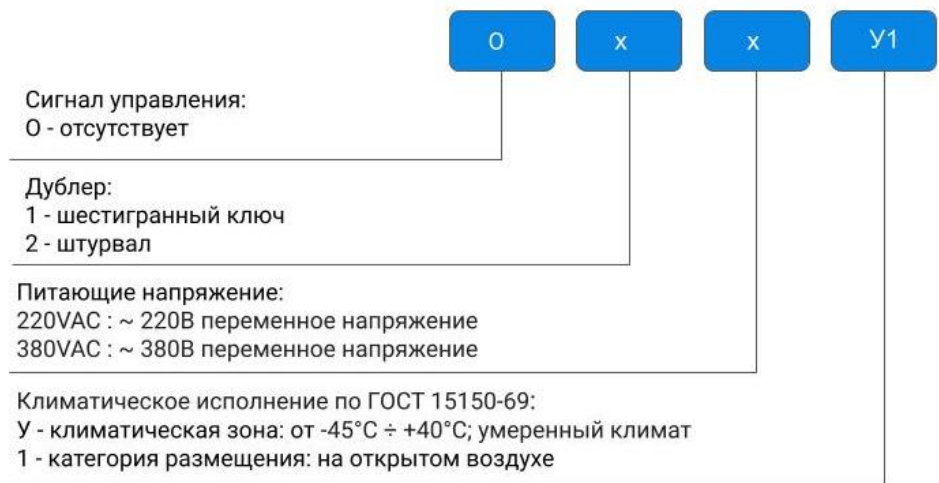 0 x x У1
Сигнал управления:
О - отсутствует
Дублер:
1 - шестигранный ключ
2 - штурвал
Питающие напряжение:
220VAC : ~ 220В переменное напряжение
380VAC : ~ 380В переменное напряжение
Климатическое исполнение по ГОСТ 15150-69:
У - климатическая зона: от -45°С ÷ +40°С; умеренный климат
1 - категория размещения: на открытом воздухе